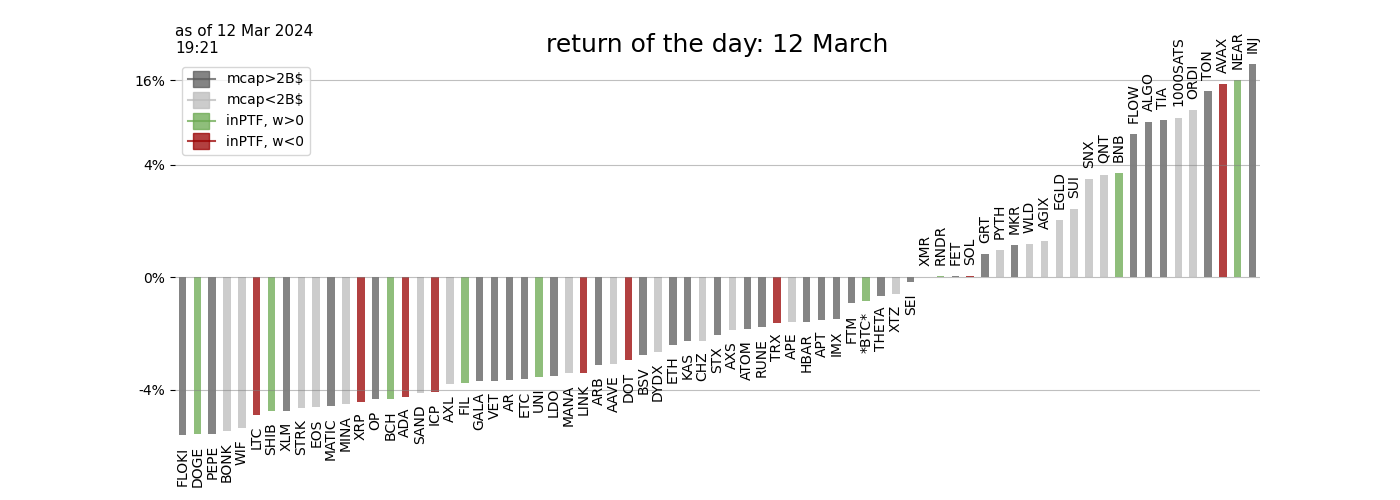 as of 12 Mar 2024
19:21
return of the day: 12 March
mcap>2B$
mcap<2B$
inPTF, w>0
inPTF, w<0
16%
4%
0%
-4%
FLOKI
DOGE
PEPE
BONK
WIF
LTC
SHIB
XLM
STRK
EOS
MATIC
MINA
XRP
OP
BCH
ADA
SAND
ICP
AXL
FIL
GALA
VET
AR
ETC
UNI
LDO
MANA
LINK
ARB
AAVE
DOT
BSV
DYDX
ETH
KAS
CHZ
STX
AXS
ATOM
RUNE
TRX
APE
HBAR
APT
IMX
FTM
*BTC*
THETA
XTZ
SEI
XMR
RNDR
FET
SOL
GRT
PYTH
MKR
WLD
AGIX
EGLD
SUI
SNX
QNT
BNB
FLOW
ALGO
TIA
1000SATS
ORDI
TON
AVAX
NEAR
INJ